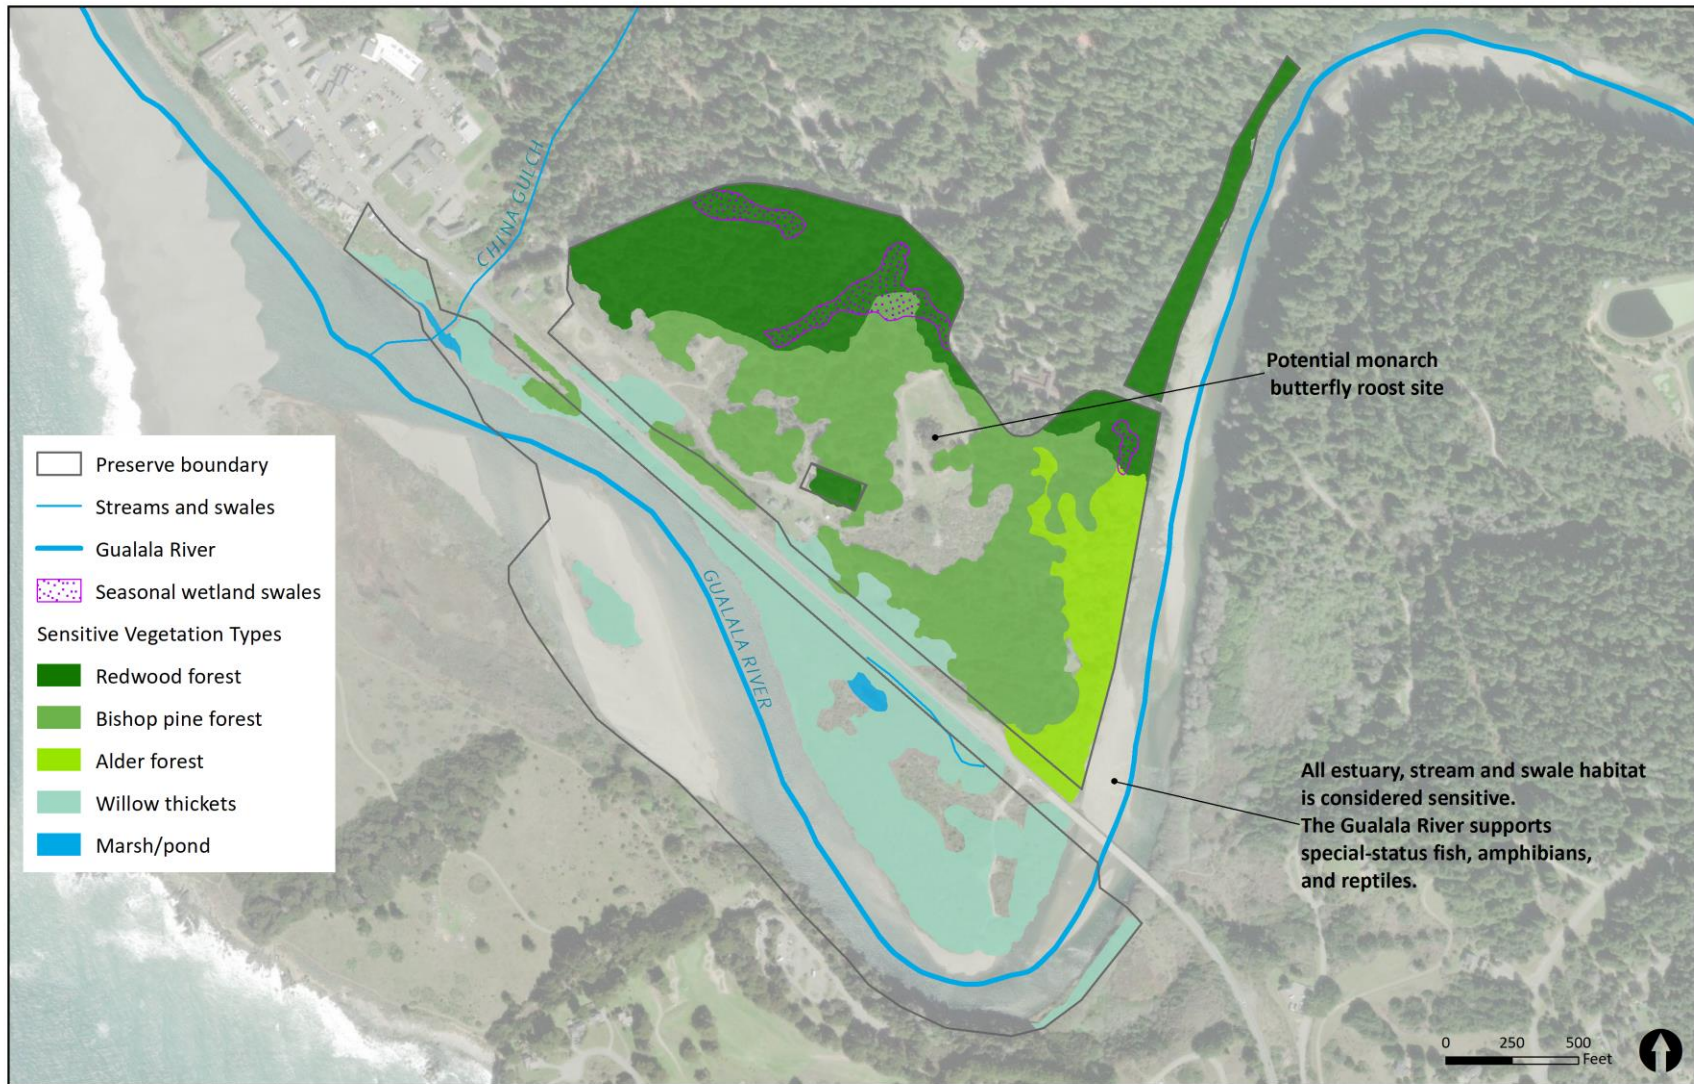 CHINA GULCH
Potential monarch
butterfly roost site
Preserve boundary
Streams and swales
Gualala River
Seasonal wetland swales
Sensitive Vegetation Types
Redwood forest
Bishop pine forest
Alder forest
Willow thickets
Marsh/pond
GUALALA RIVER
All estuary, stream and swale habitat
is considered sensitive.
The Gualala River supports
special-status fish, amphibians,
and reptiles.
0 250 500
Feet